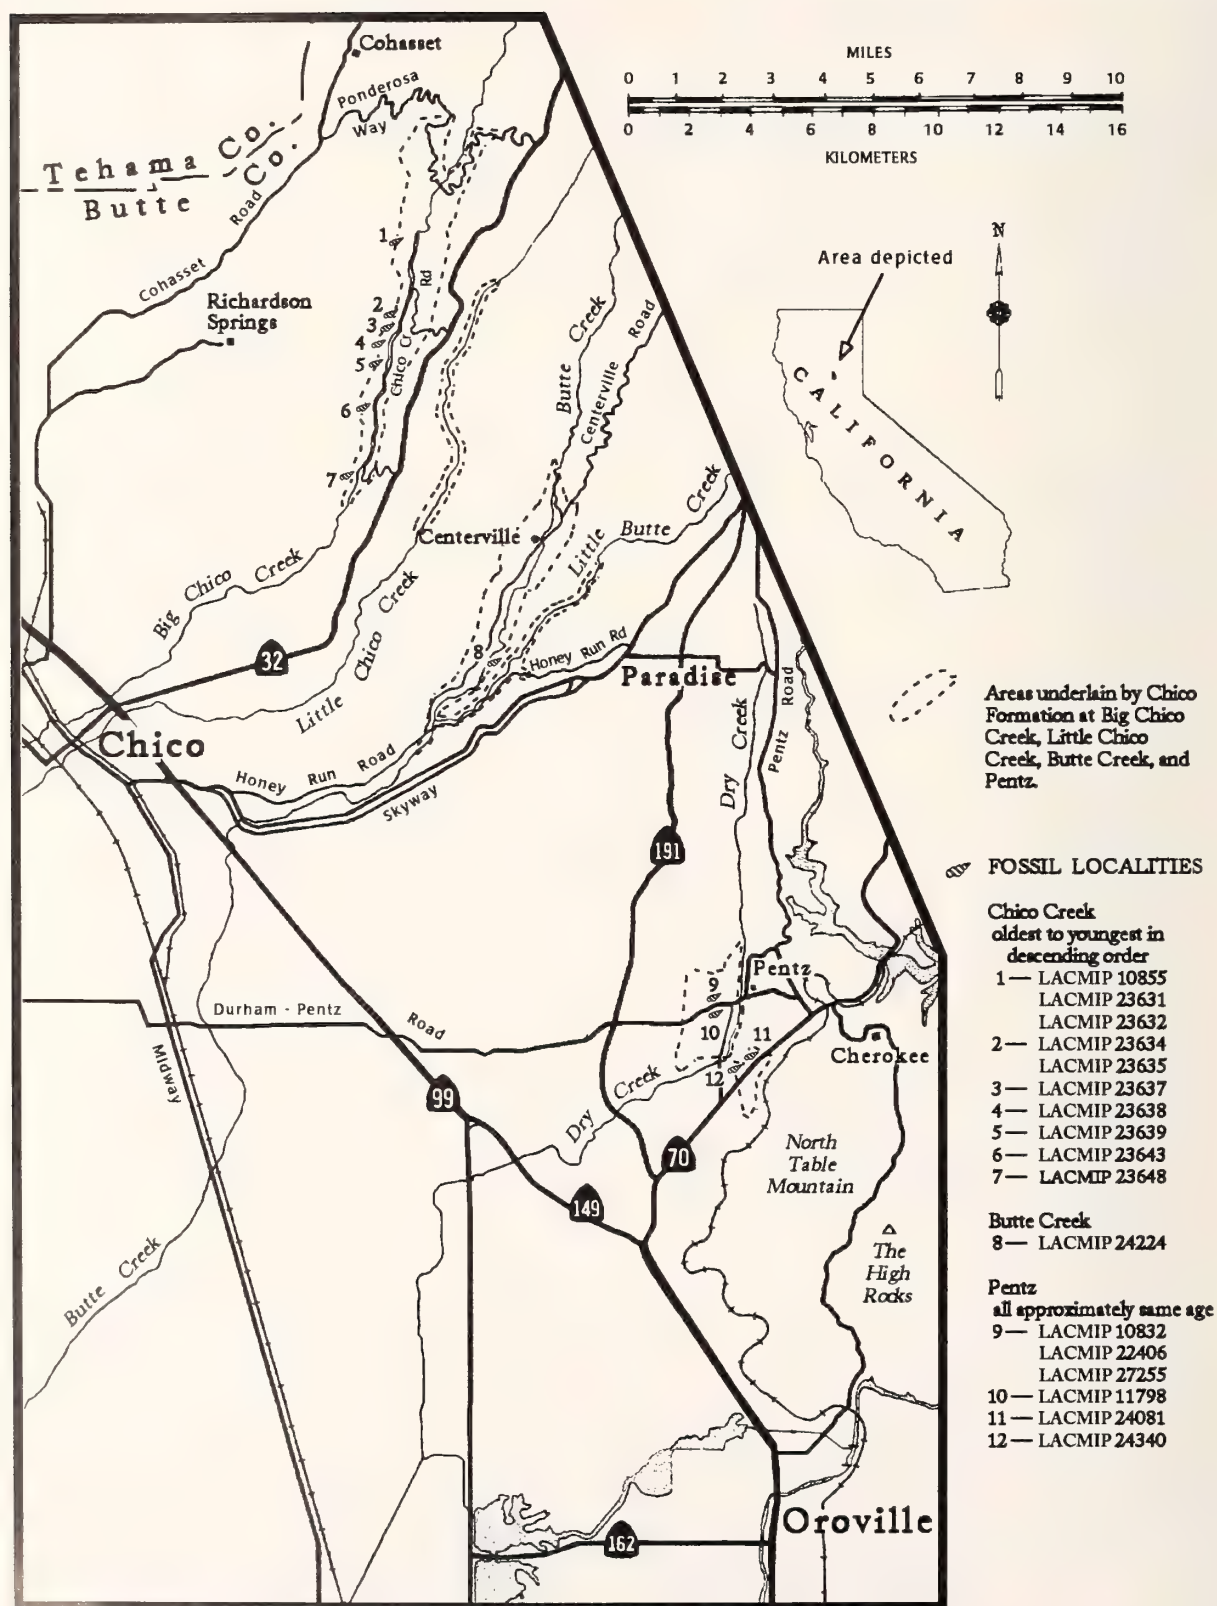 Cohasset
Ponderosa
Way
Tehama Co.
Butte Co.
Cohasset Road
Richardson
Springs
1
2
3
4
5
6
7
Chico Cr Rd
Butte Creek
Centerville Road
Centerville
Little Butte Creek
Big Chico Creek
Little Chico Creek
32
8
Honey Run Rd
Paradise
Chico
Honey Run Road
Skyway
Dry Creek
Pentz Road
191
Pentz
9
10
11
12
Durham - Pentz Road
Midway
Cherokee
99
Dry Creek
70
149
North
Table
Mountain
The
High
Rocks
Butte Creek
Oroville
162
MILES
0 1 2 3 4 5 6 7 8 9 10
0 2 4 6 8 10 12 14 16
KILOMETERS
N
Area depicted
CALIFORNIA
Areas underlain by Chico
Formation at Big Chico
Creek, Little Chico
Creek, Butte Creek, and
Pentz.
FOSSIL LOCALITIES
Chico Creek
oldest to youngest in
descending order
1— LACMIP 10855
LACMIP 23631
LACMIP 23632
2— LACMIP 23634
LACMIP 23635
3— LACMIP 23637
4— LACMIP 23638
5— LACMIP 23639
6— LACMIP 23643
7— LACMIP 23648
Butte Creek
8— LACMIP 24224
Pentz
all approximately same age
9— LACMIP 10832
LACMIP 22406
LACMIP 27255
10— LACMIP 11798
11— LACMIP 24081
12— LACMIP 24340